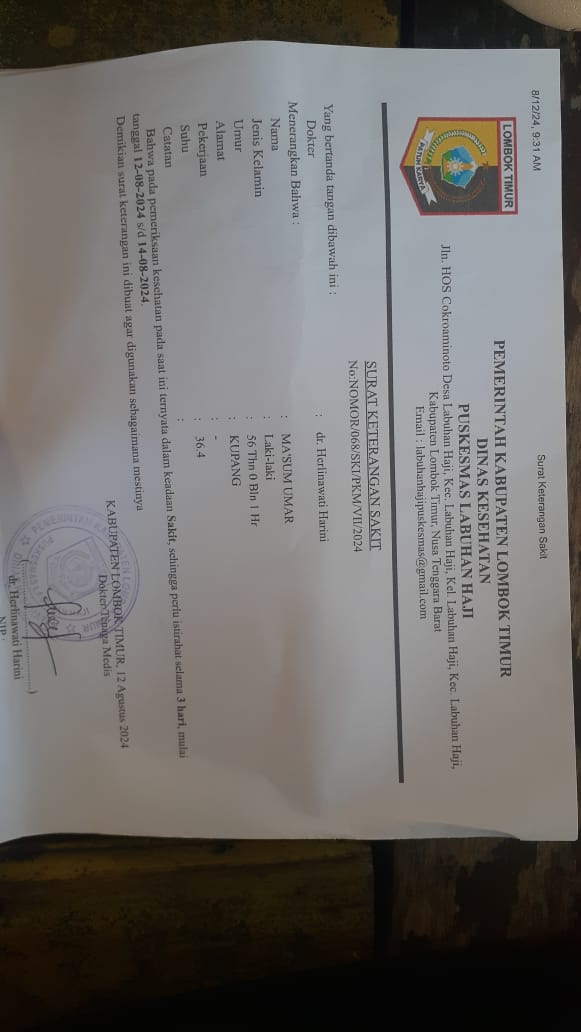 8/12/24, 9:31 AM
Surat Keterangan Sakit
LOMBOK TIMUR
PATUH KARYA
PEMERINTAH KABUPATEN LOMBOK TIMUR
DINAS KESEHATAN
PUSKESMAS LABUHAN HAJI
Jln. HOS Cokroaminoto Desa Labuhan Haji, Kec. Labuhan Haji, Kel. Labuhan Haji, Kec. Labuhan Haji,
Kabupaten Lombok Timur, Nusa Tenggara Barat
Email : labuhanhajipuskesmas@gmail.com
SURAT KETERANGAN SAKIT
No:NOMOR/068/SKI/PKM/VII/2024
Yang bertanda tangan dibawah ini :
Dokter : dr. Herlinawati Harini
Menerangkan Bahwa :
Nama : MA'SUM UMAR
Jenis Kelamin : Laki-laki
Umur : 56 Thn 0 Bln 1 Hr
Alamat : KUPANG
Pekerjaan : -
Suhu : 36.4
Catatan :
Bahwa pada pemeriksaan kesehatan pada saat ini ternyata dalam keadaan Sakit, sehingga perlu istirahat selama 3 hari, mulai
tanggal 12-08-2024 s/d 14-08-2024.
Demikian surat keterangan ini dibuat agar digunakan sebagaimana mestinya
KABUPATEN LOMBOK TIMUR, 12 Agustus 2024
Dokter/Tenaga Medis
(....................)
dr. Herlinawati Harini
NIP.